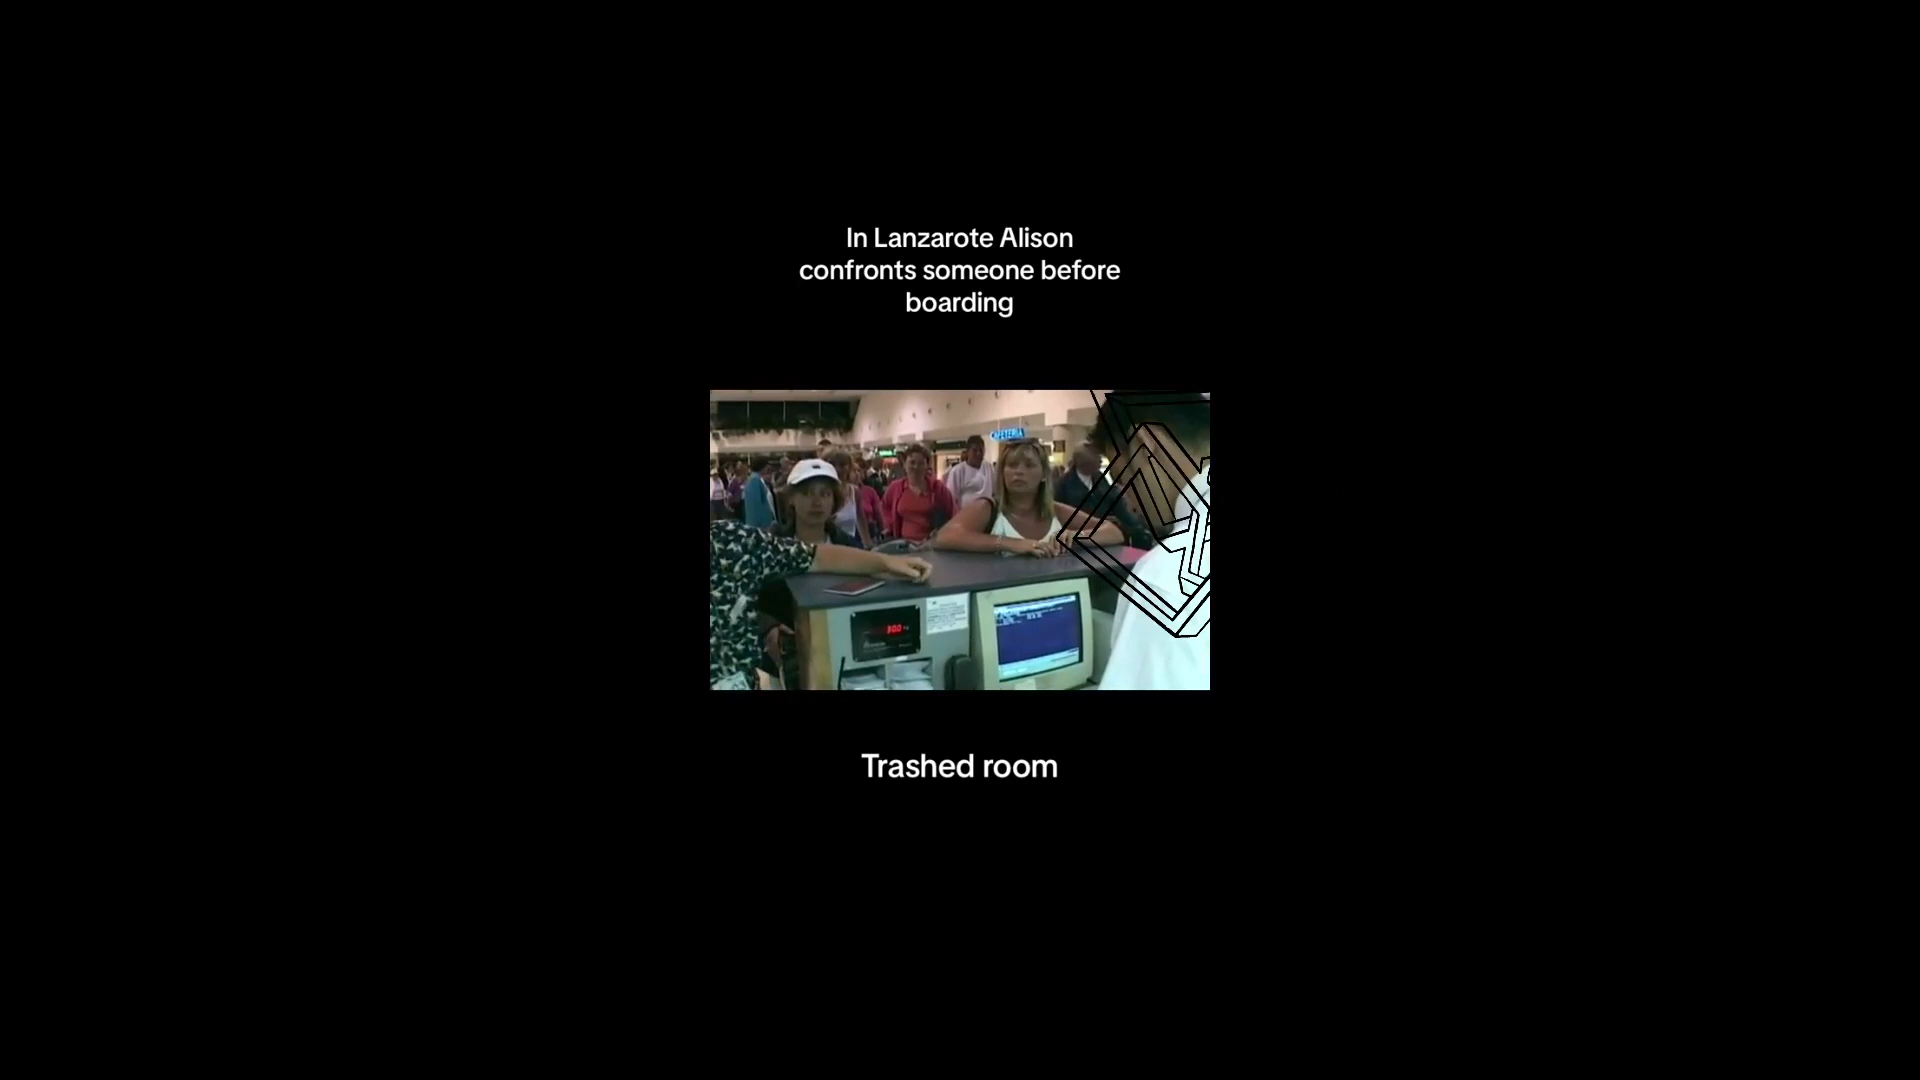 In Lanzarote Alison
confronts someone before
boarding
CAFETERIA
Trashed room